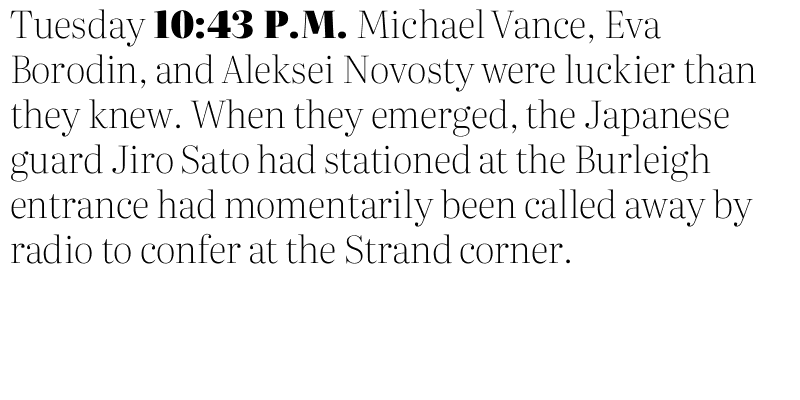 Tuesday 10:43 P.M. Michael Vance, Eva
Borodin, and Aleksei Novosty were luckier than
they knew. When they emerged, the Japanese
guard Jiro Sato had stationed at the Burleigh
entrance had momentarily been called away by
radio to confer at the Strand corner.